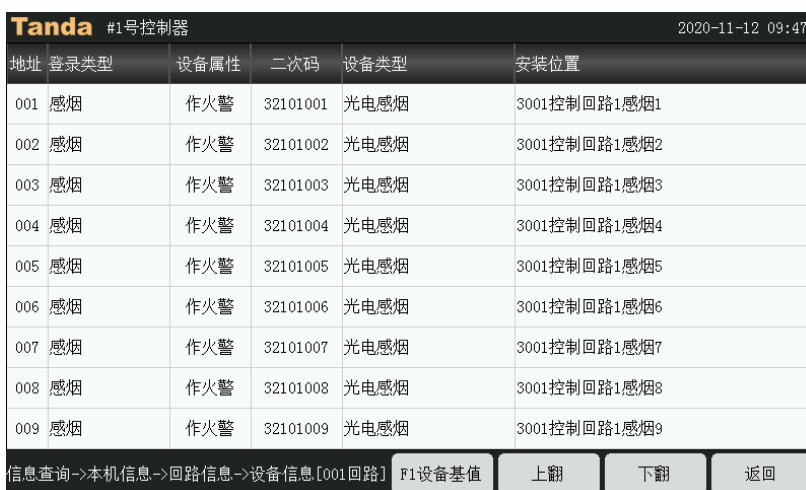 Tanda #1号控制器 2020-11-12 09:47
地址 登录类型 设备属性 二次码 设备类型 安装位置
001 感烟 作火警 32101001 光电感烟 3001控制回路1感烟1
002 感烟 作火警 32101002 光电感烟 3001控制回路1感烟2
003 感烟 作火警 32101003 光电感烟 3001控制回路1感烟3
004 感烟 作火警 32101004 光电感烟 3001控制回路1感烟4
005 感烟 作火警 32101005 光电感烟 3001控制回路1感烟5
006 感烟 作火警 32101006 光电感烟 3001控制回路1感烟6
007 感烟 作火警 32101007 光电感烟 3001控制回路1感烟7
008 感烟 作火警 32101008 光电感烟 3001控制回路1感烟8
009 感烟 作火警 32101009 光电感烟 3001控制回路1感烟9
信息查询->本机信息->回路信息->设备信息[001回路] F1设备基值 上翻 下翻 返回